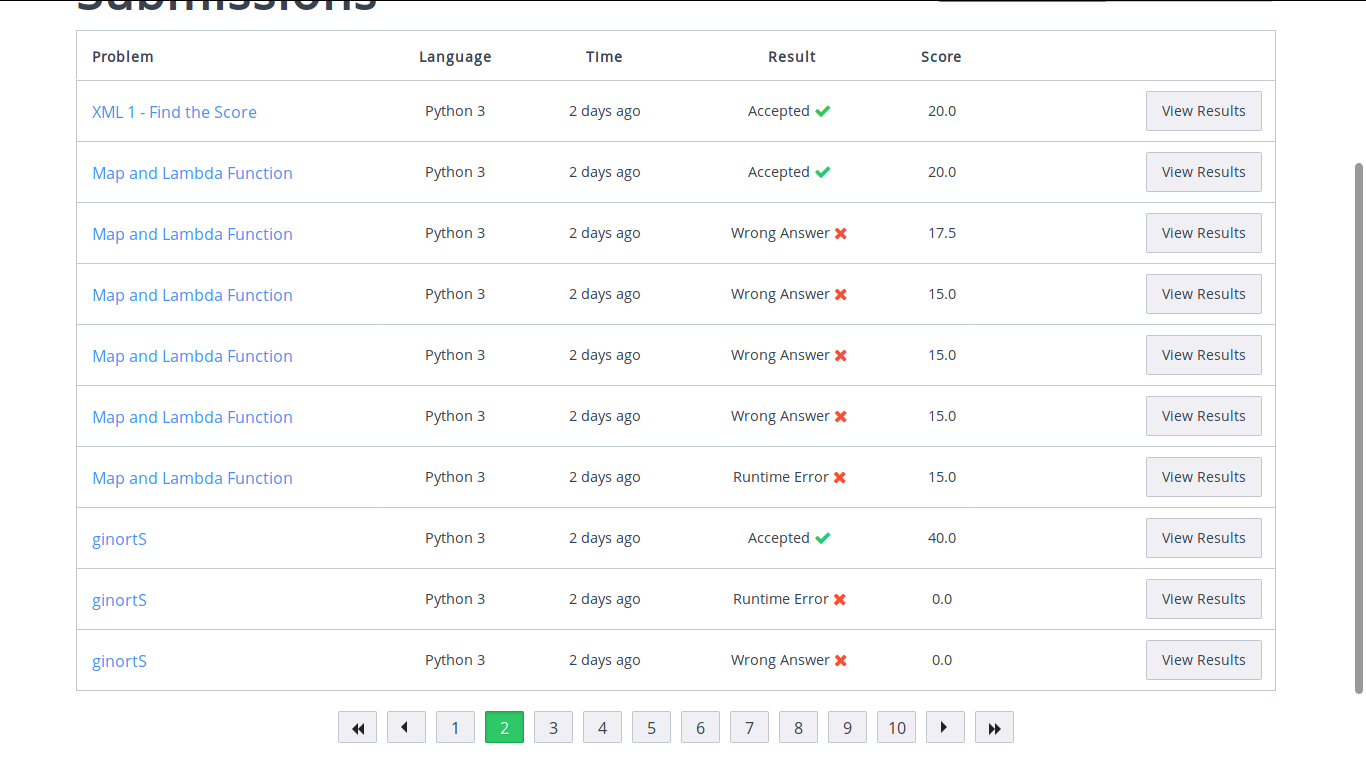 Submissions
Problem Language TIme Result Score
XML 1 - Find the Score Python 3 2 days ago Accepted 20.0 View Results
Map and Lambda Function Python 3 2 days ago Accepted 20.0 View Results
Map and Lambda Function Python 3 2 days ago Wrong Answer 17.5 View Results
Map and Lambda Function Python 3 2 days ago Wrong Answer 15.0 View Results
Map and Lambda Function Python 3 2 days ago Wrong Answer 15.0 View Results
Map and Lambda Function Python 3 2 days ago Wrong Answer 15.0 View Results
Map and Lambda Function Python 3 2 days ago Runtime Error 15.0 View Results
ginortS Python 3 2 days ago Accepted 40.0 View Results
ginortS Python 3 2 days ago Runtime Error 0.0 View Results
ginortS Python 3 2 days ago Wrong Answer 0.0 View Results
1 2 3 4 5 6 7 8 9 10